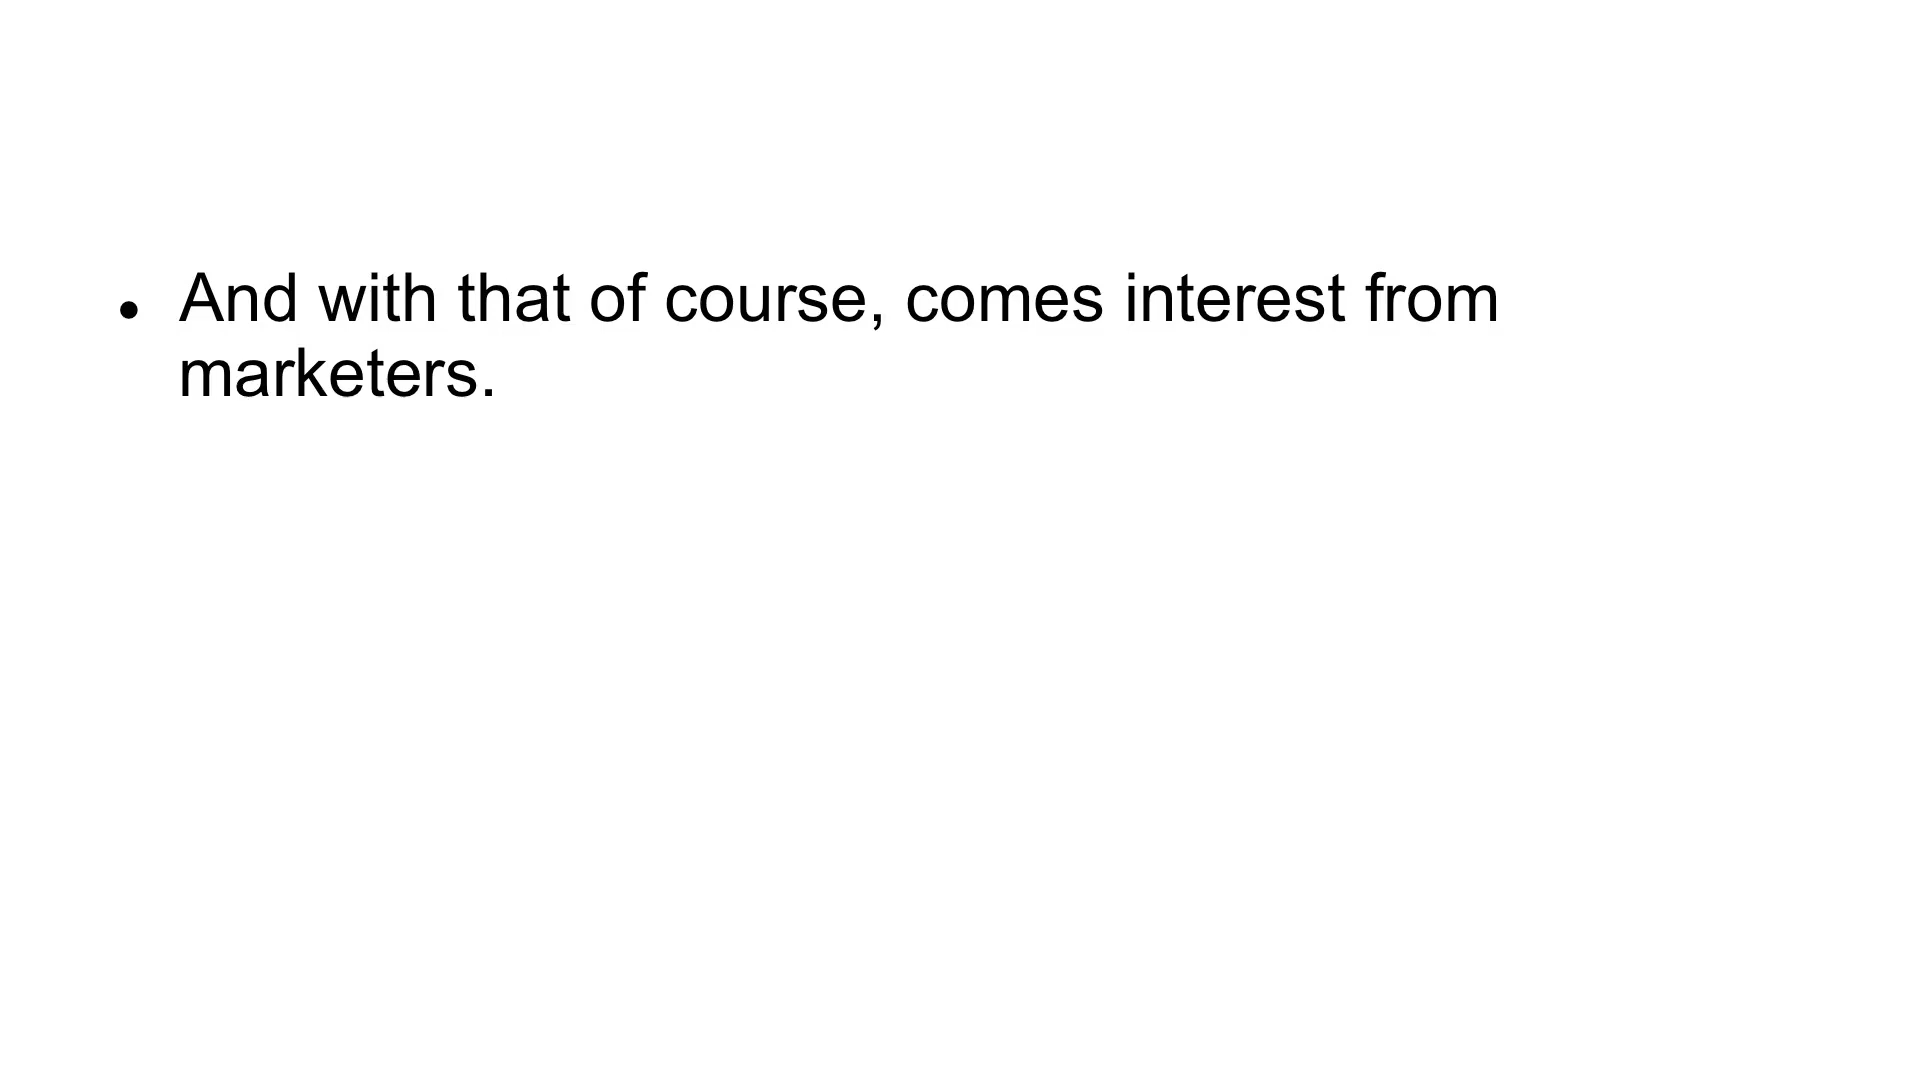 • And with that of course, comes interest from
marketers.